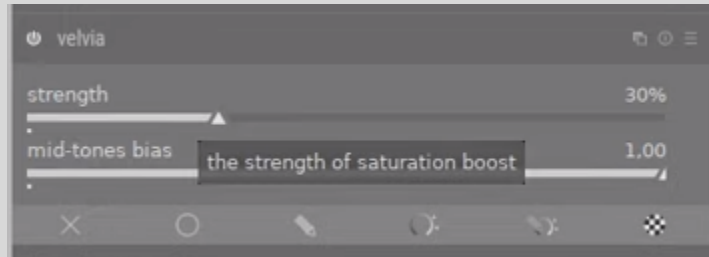 velvia
strength 30%
mid-tones bias 1,00
the strength of saturation boost